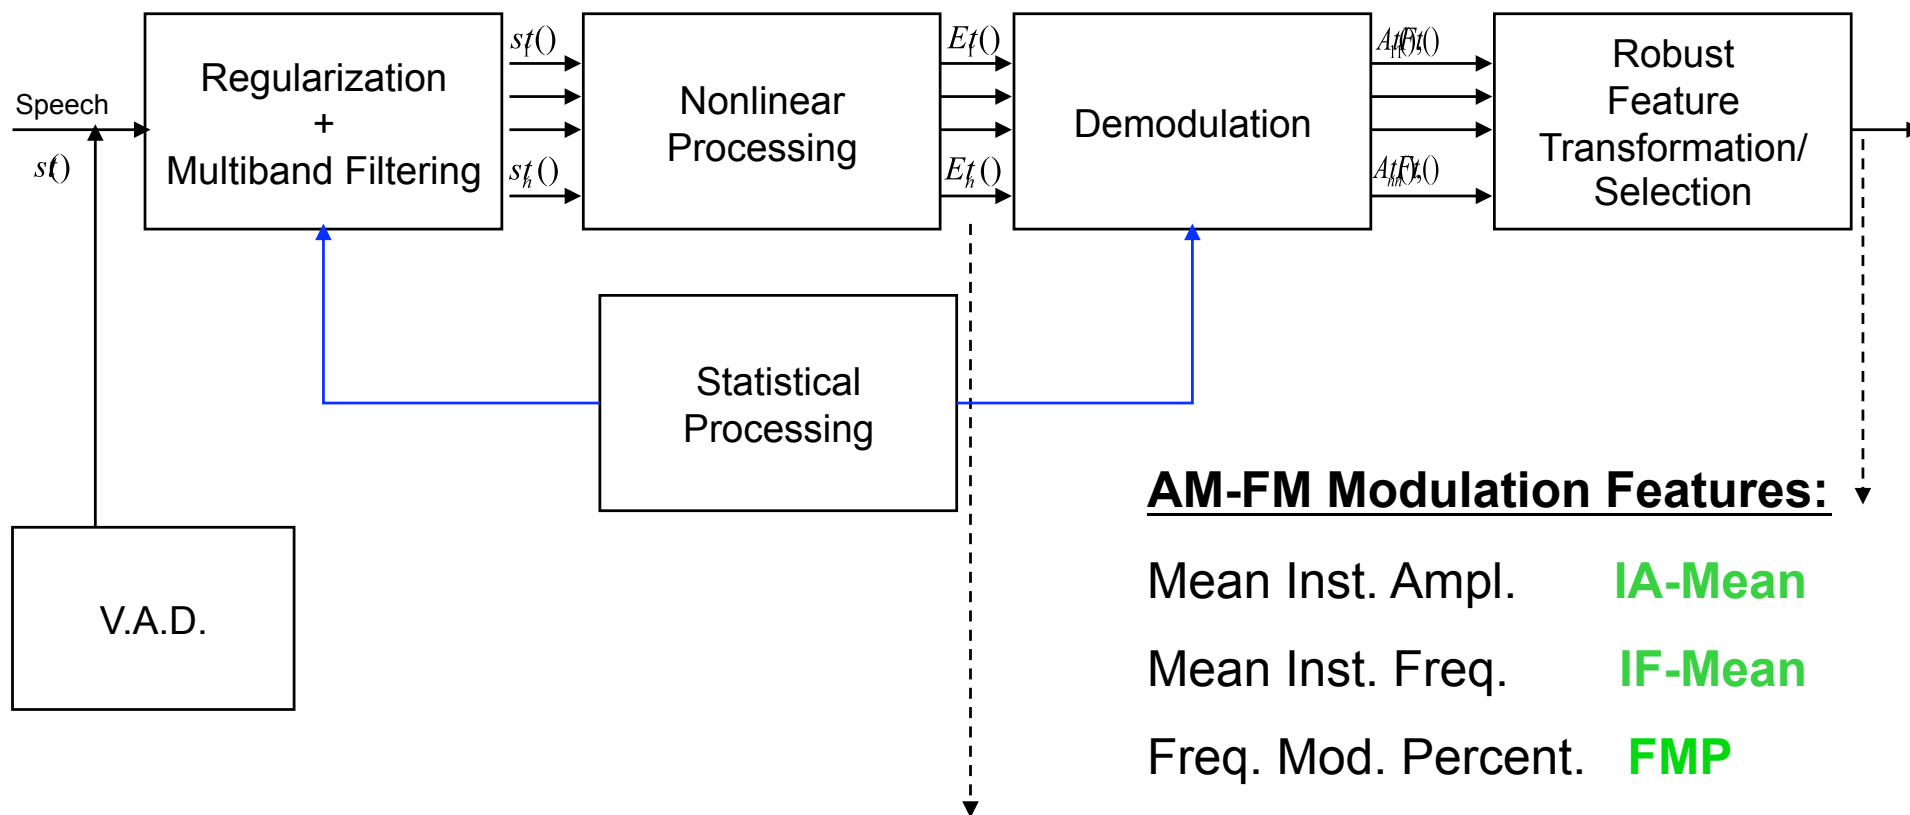 Speech
Regularization
+
Multiband Filtering
Nonlinear
Processing
Demodulation
Robust
Feature
Transformation/
Selection
Statistical
Processing
V.A.D.
AM-FM Modulation Features:
Mean Inst. Ampl. IA-Mean
Mean Inst. Freq. IF-Mean
Freq. Mod. Percent. FMP